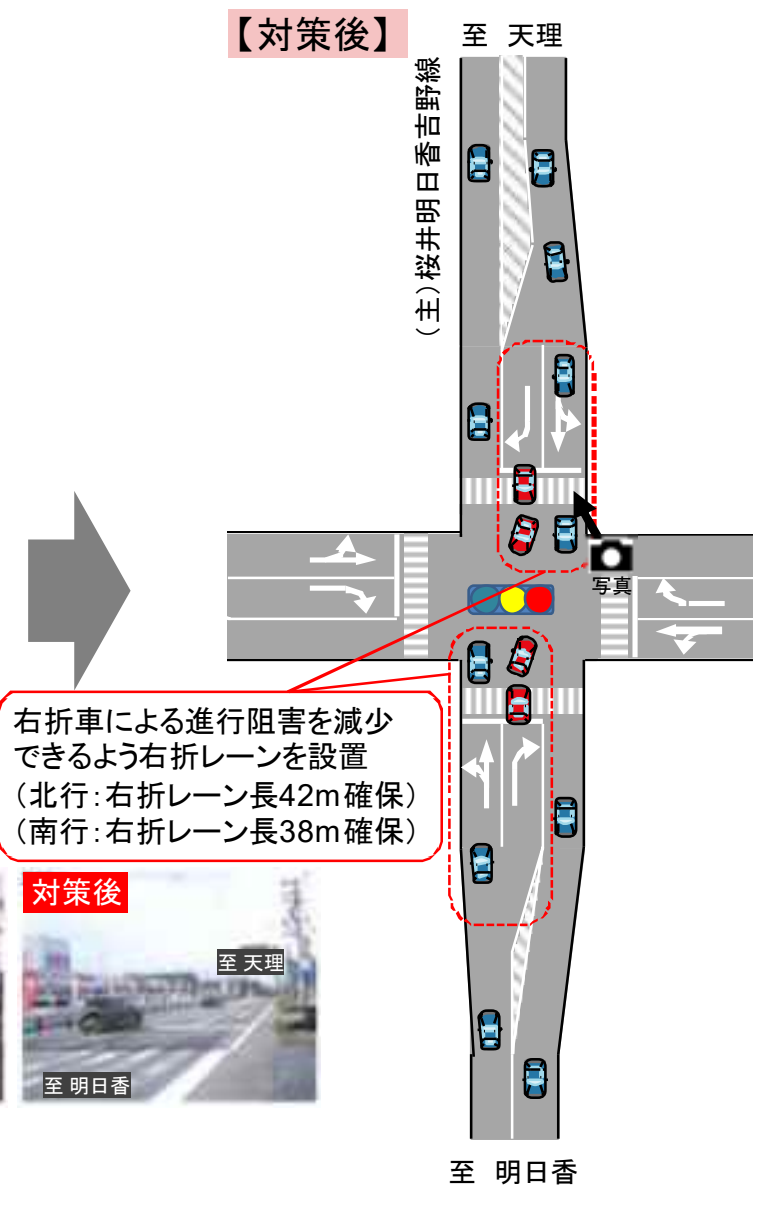 【対策後】
至 天理
(主)桜井明日香吉野線
写真
右折車による進行阻害を減少
できるよう右折レーンを設置
(北行:右折レーン長42m確保)
(南行:右折レーン長38m確保)
対策後
至 天理
至 明日香
至 明日香